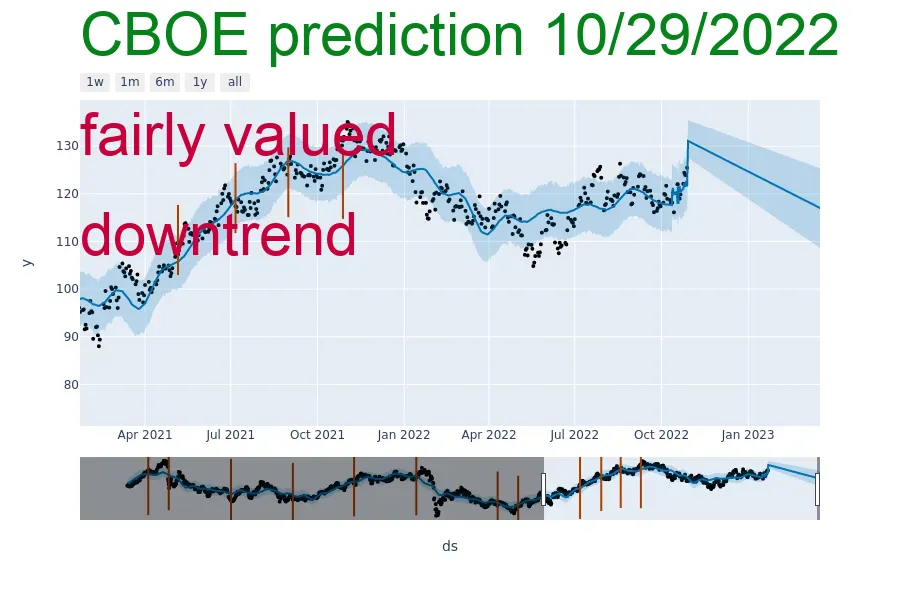 CBOE prediction 10/29/2022
1w 1m 6m 1y all
fairly valued
downtrend
130
120
110
100
90
80
y
Apr 2021 Jul 2021 Oct 2021 Jan 2022 Apr 2022 Jul 2022 Oct 2022 Jan 2023
ds